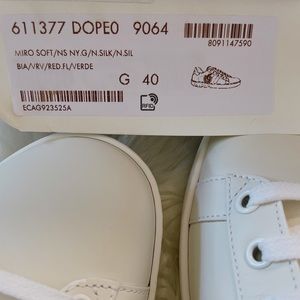 611377 DOPE0 9064
8091147590
MIRO SOFT/NS NY.G/N.SILK/N.SIL
BIA/VRV/RED.FL/VERDE
G 40
ECAG923525A
RFID